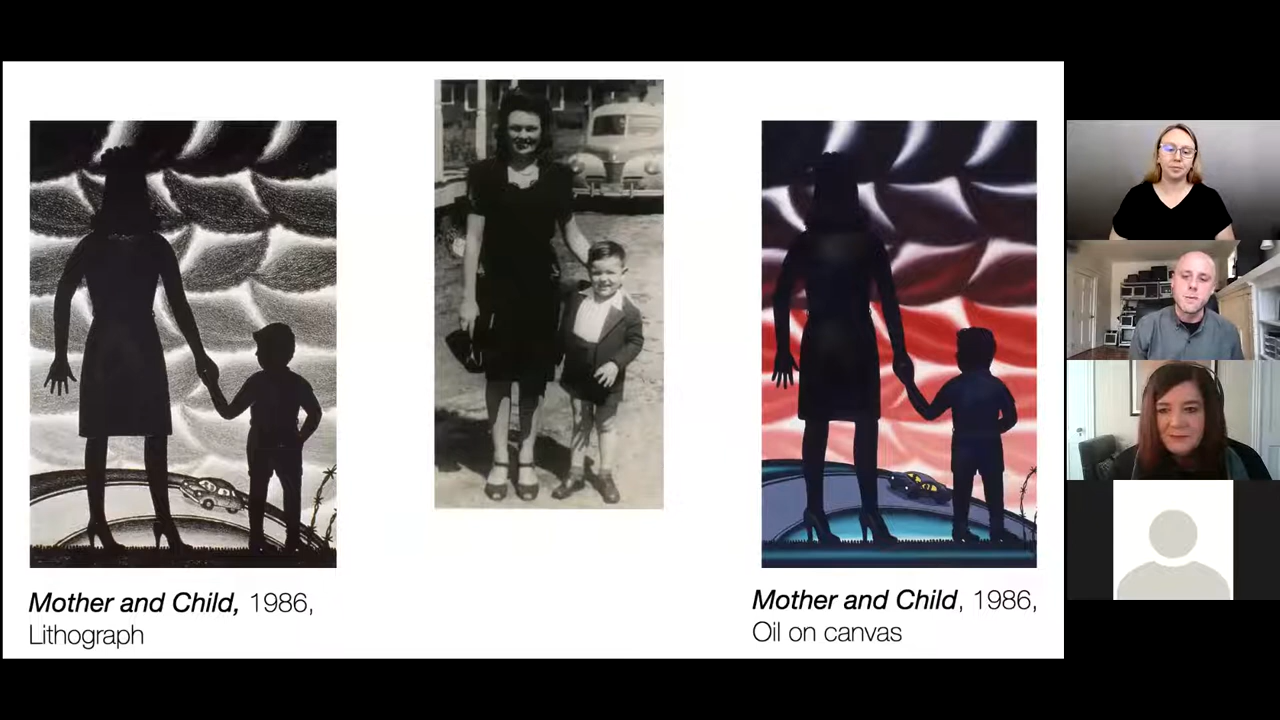 Mother and Child, 1986,
Lithograph
Mother and Child, 1986,
Oil on canvas